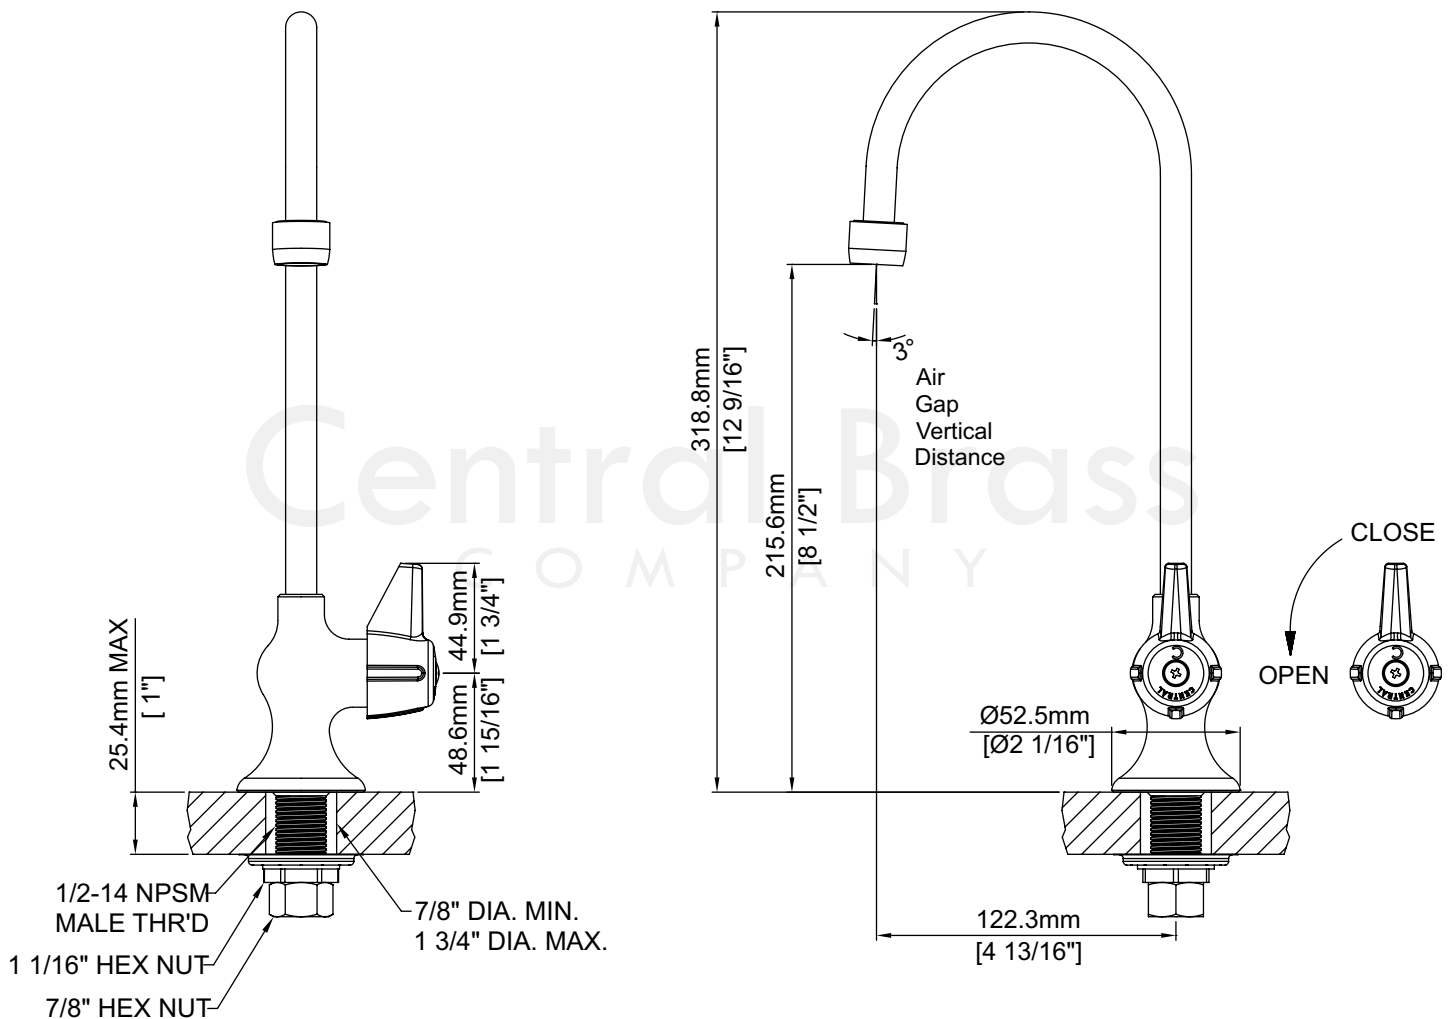 318.8mm
[12 9/16"]
3°
Air
Gap
Vertical
Distance
Central Brass
COMPANY
215.6mm
[8 1/2"]
44.9mm
[1 3/4"]
48.6mm
[1 15/16"]
25.4mm MAX
[ 1"]
CLOSE
OPEN
CENTRAL
C
CENTRAL
C
Ø52.5mm
[Ø2 1/16"]
1/2-14 NPSM
MALE THR'D
1 1/16" HEX NUT
7/8" HEX NUT
7/8" DIA. MIN.
1 3/4" DIA. MAX.
122.3mm
[4 13/16"]